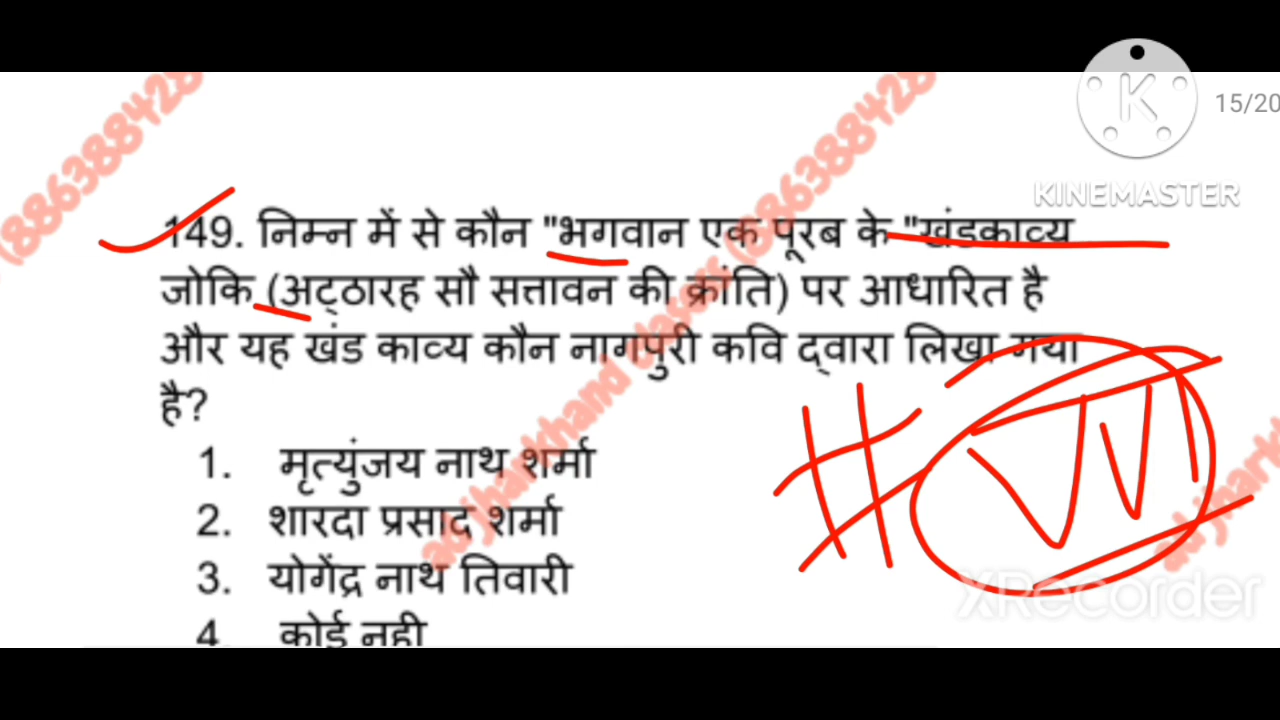 15/20
KINEMASTER
149. निम्न में से कौन "भगवान एक पूरब के "खंडकाव्य
जोकि (अट्ठारह सौ सत्तावन की क्रांति) पर आधारित है
और यह खंड काव्य कौन नागपुरी कवि द्वारा लिखा गया
है?
1. मृत्युंजय नाथ शर्मा
2. शारदा प्रसाद शर्मा
3. योगेंद्र नाथ तिवारी
4. कोई नही
XRecorder